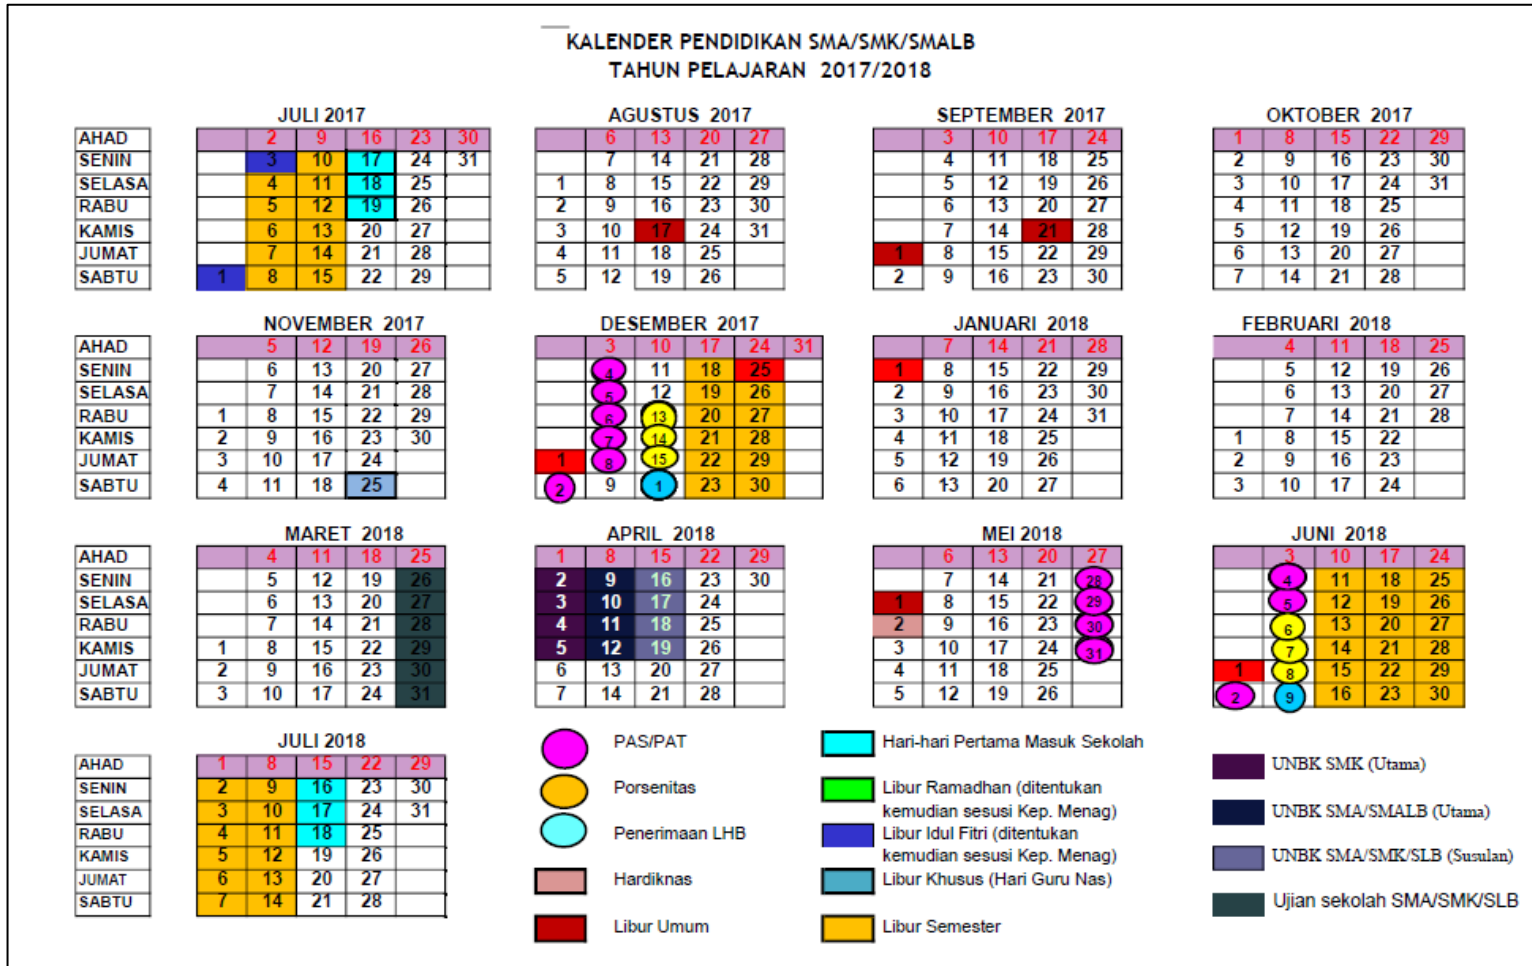 KALENDER PENDIDIKAN SMA/SMK/SMALB
TAHUN PELAJARAN 2017/2018
JULI 2017 AGUSTUS 2017 SEPTEMBER 2017 OKTOBER 2017
AHAD 2 9 16 23 30 6 13 20 27 3 10 17 24 1 8 15 22 29
SENIN 3 10 17 24 31 7 14 21 28 4 11 18 25 2 9 16 23 30
SELASA 4 11 18 25 1 8 15 22 29 5 12 19 26 3 10 17 24 31
RABU 5 12 19 26 2 9 16 23 30 6 13 20 27 4 11 18 25
KAMIS 6 13 20 27 3 10 17 24 31 7 14 21 28 5 12 19 26
JUMAT 7 14 21 28 4 11 18 25 1 8 15 22 29 6 13 20 27
SABTU 1 8 15 22 29 5 12 19 26 2 9 16 23 30 7 14 21 28
NOVEMBER 2017 DESEMBER 2017 JANUARI 2018 FEBRUARI 2018
AHAD 5 12 19 26 3 10 17 24 31 7 14 21 28 4 11 18 25
SENIN 6 13 20 27 4 11 18 25 1 8 15 22 29 5 12 19 26
SELASA 7 14 21 28 5 12 19 26 2 9 16 23 30 6 13 20 27
RABU 1 8 15 22 29 6 13 20 27 3 10 17 24 31 7 14 21 28
KAMIS 2 9 16 23 30 7 14 21 28 4 11 18 25 1 8 15 22
JUMAT 3 10 17 24 1 8 15 22 29 5 12 19 26 2 9 16 23
SABTU 4 11 18 25 2 9 1 23 30 6 13 20 27 3 10 17 24
MARET 2018 APRIL 2018 MEI 2018 JUNI 2018
AHAD 4 11 18 25 1 8 15 22 29 6 13 20 27 3 10 17 24
SENIN 5 12 19 26 2 9 16 23 30 7 14 21 28 4 11 18 25
SELASA 6 13 20 27 3 10 17 24 1 8 15 22 29 5 12 19 26
RABU 7 14 21 28 4 11 18 25 2 9 16 23 30 6 13 20 27
KAMIS 1 8 15 22 29 5 12 19 26 3 10 17 24 31 7 14 21 28
JUMAT 2 9 16 23 30 6 13 20 27 4 11 18 25 1 8 15 22 29
SABTU 3 10 17 24 31 7 14 21 28 5 12 19 26 2 9 16 23 30
JULI 2018
AHAD 1 8 15 22 29
SENIN 2 9 16 23 30
SELASA 3 10 17 24 31
RABU 4 11 18 25
KAMIS 5 12 19 26
JUMAT 6 13 20 27
SABTU 7 14 21 28
PAS/PAT
Porsenitas
Penerimaan LHB
Hardiknas
Libur Umum
Hari-hari Pertama Masuk Sekolah
Libur Ramadhan (ditentukan
kemudian sesusi Kep. Menag)
Libur Idul Fitri (ditentukan
kemudian sesusi Kep. Menag)
Libur Khusus (Hari Guru Nas)
Libur Semester
UNBK SMK (Utama)
UNBK SMA/SMALB (Utama)
UNBK SMA/SMK/SLB (Susulan)
Ujian sekolah SMA/SMK/SLB